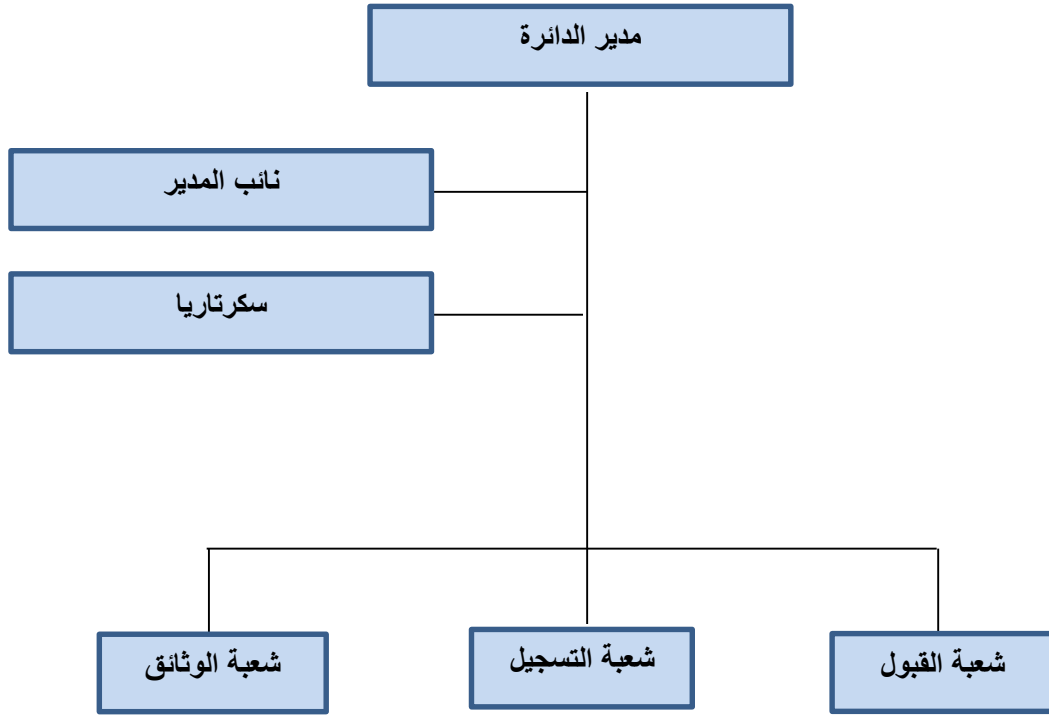 مدير الدائرة
نائب المدير
سكرتاريا
شعبة القبول
شعبة التسجيل
شعبة الوثائق